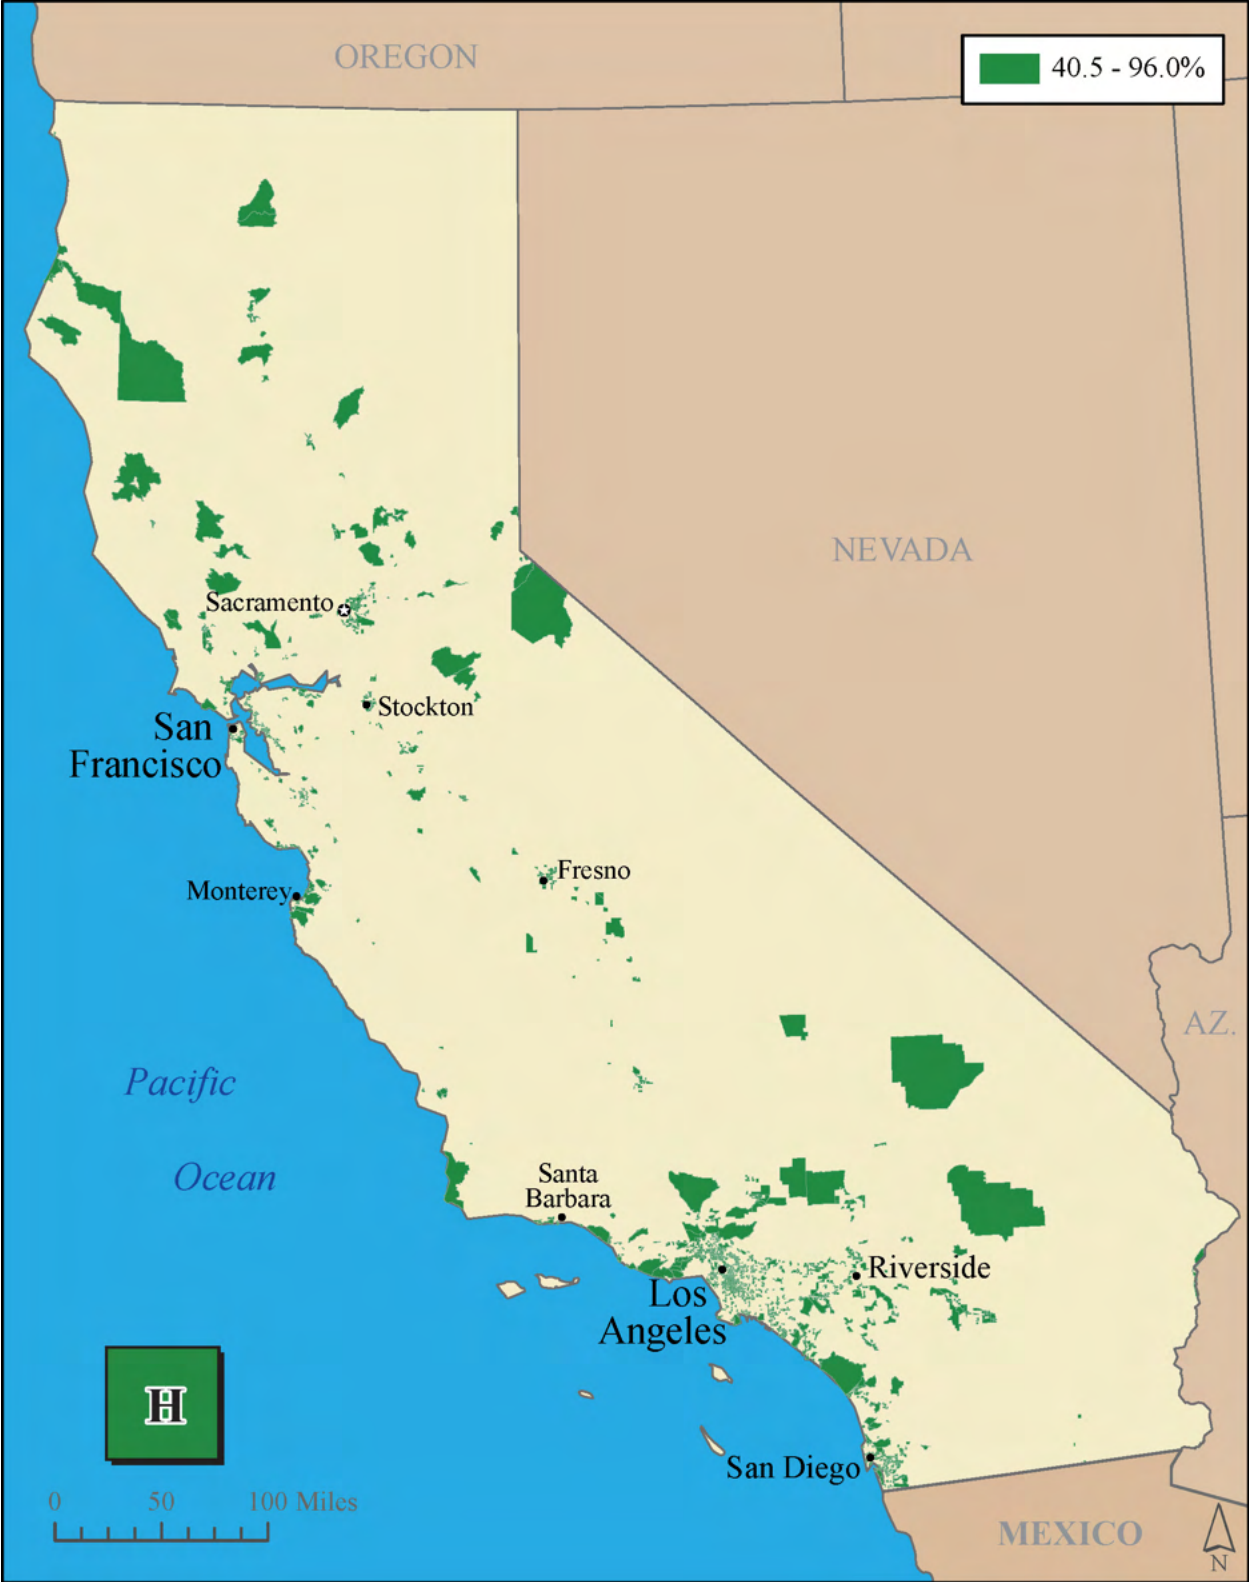 OREGON
40.5 - 96.0%
NEVADA
Sacramento
Stockton
San
Francisco
Fresno
Monterey
AZ.
Pacific
Ocean
Santa
Barbara
Riverside
Los
Angeles
H
San Diego
0 50 100 Miles
MEXICO
N